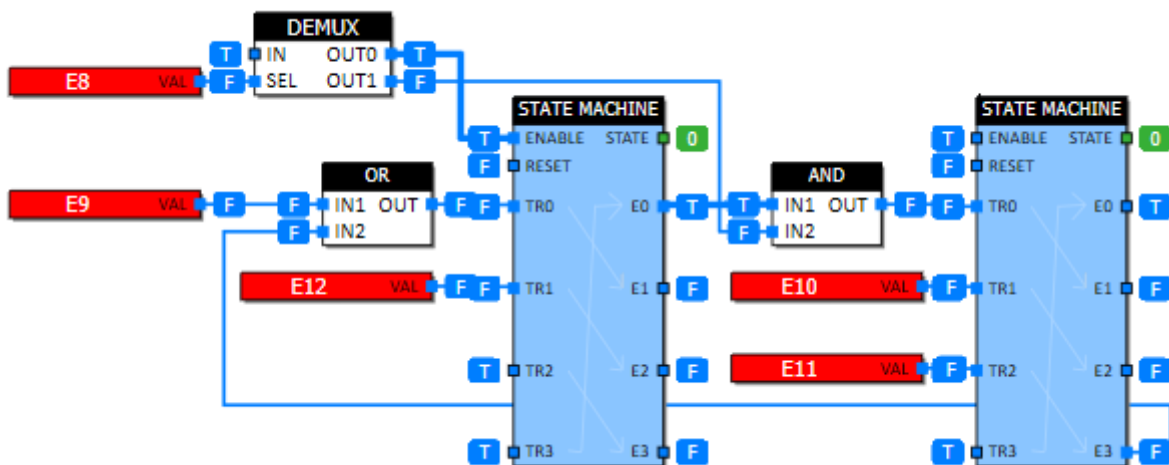 DEMUX
T IN OUT0 T
E8 VAL F SEL OUT1 F
STATE MACHINE STATE MACHINE
T ENABLE STATE 0 T ENABLE STATE 0
F RESET F RESET
OR AND
E9 VAL F F IN1 OUT F F TR0 E0 T T IN1 OUT F F TR0 E0 T
F IN2 F IN2
E12 VAL F F TR1 E1 F E10 VAL F TR1 E1 F
T TR2 E2 F E11 VAL F TR2 E2 F
T TR3 E3 F T TR3 E3 F